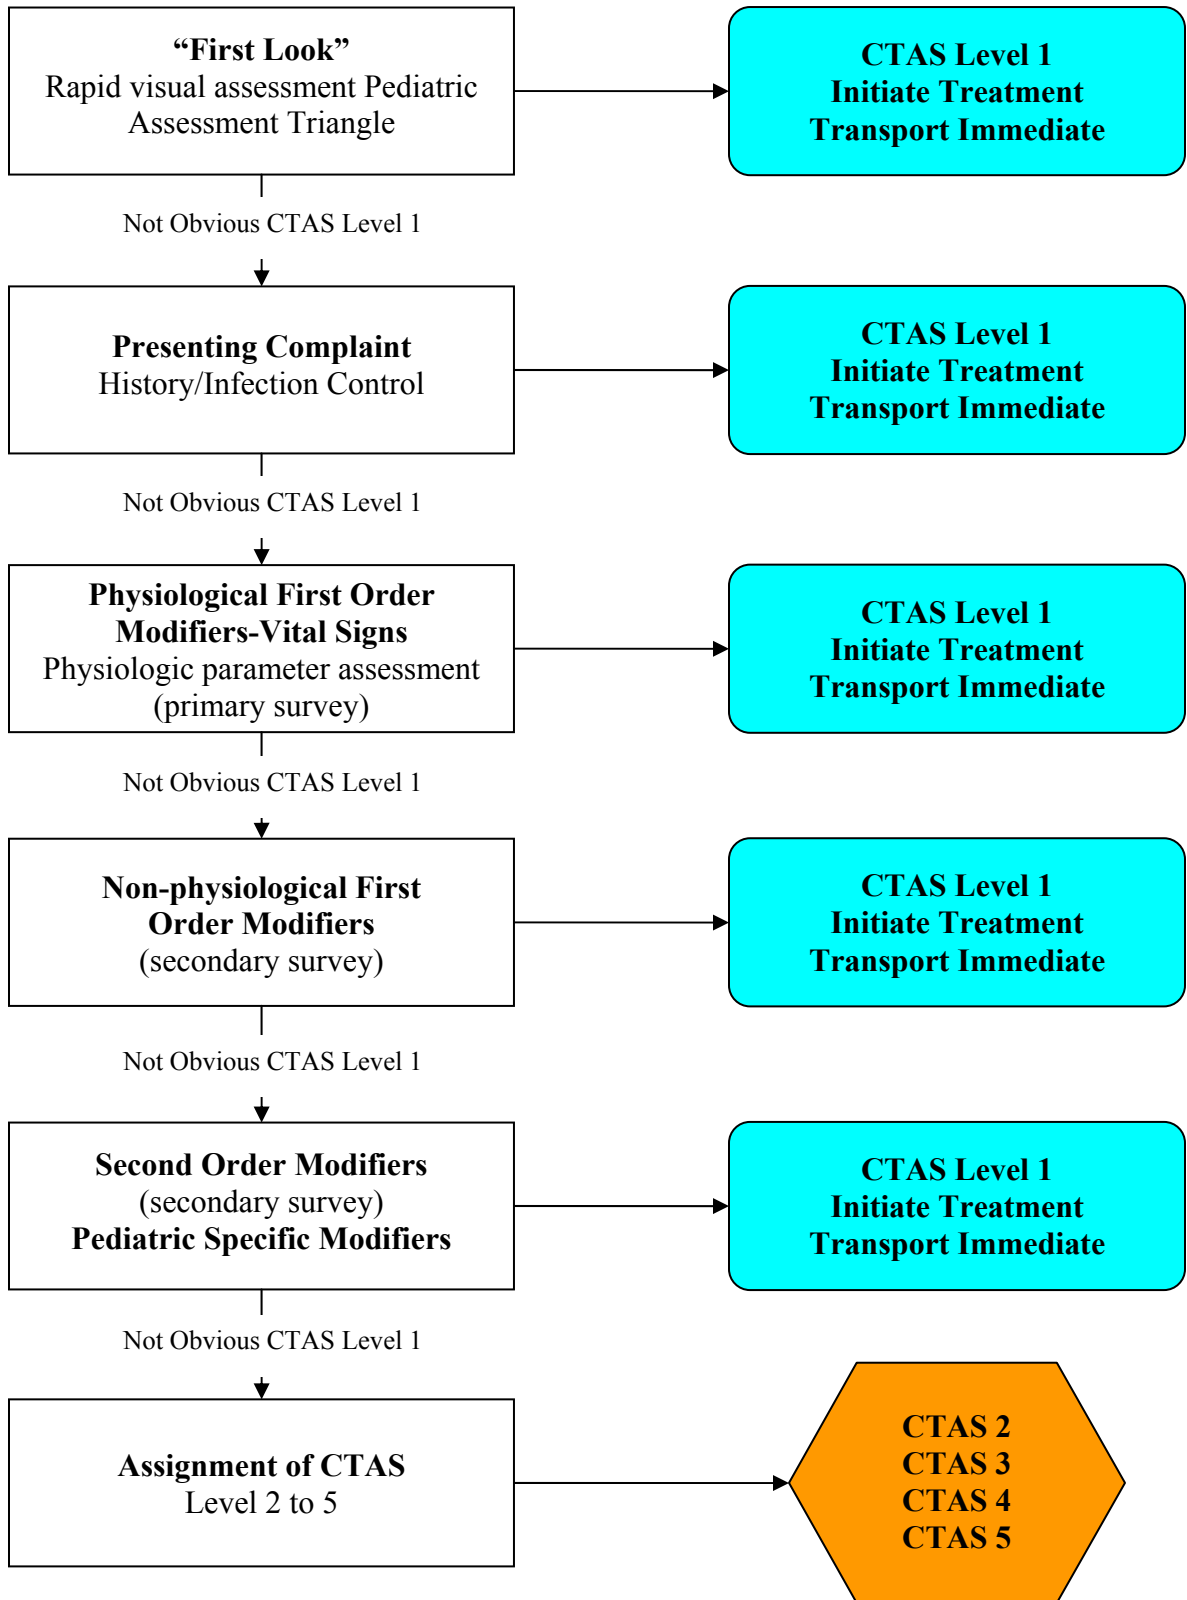 “First Look”
Rapid visual assessment Pediatric
Assessment Triangle
CTAS Level 1
Initiate Treatment
Transport Immediate
Not Obvious CTAS Level 1
Presenting Complaint
History/Infection Control
CTAS Level 1
Initiate Treatment
Transport Immediate
Not Obvious CTAS Level 1
Physiological First Order
Modifiers-Vital Signs
Physiologic parameter assessment
(primary survey)
CTAS Level 1
Initiate Treatment
Transport Immediate
Not Obvious CTAS Level 1
Non-physiological First
Order Modifiers
(secondary survey)
CTAS Level 1
Initiate Treatment
Transport Immediate
Not Obvious CTAS Level 1
Second Order Modifiers
(secondary survey)
Pediatric Specific Modifiers
CTAS Level 1
Initiate Treatment
Transport Immediate
Not Obvious CTAS Level 1
Assignment of CTAS
Level 2 to 5
CTAS 2
CTAS 3
CTAS 4
CTAS 5